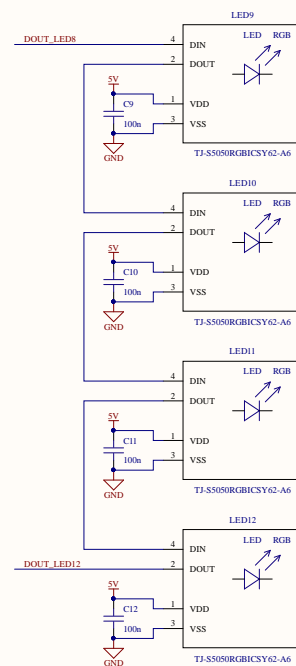 LED9
DOUT_LED8
4 DIN LED RGB
2 DOUT
5V
C9
1 VDD
100n
3 VSS
GND
TJ-S5050RGBICSY62-A6
LED10
4 DIN LED RGB
2 DOUT
5V
C10
1 VDD
100n
3 VSS
GND
TJ-S5050RGBICSY62-A6
LED11
4 DIN LED RGB
2 DOUT
5V
C11
1 VDD
100n
3 VSS
GND
TJ-S5050RGBICSY62-A6
LED12
4 DIN LED RGB
DOUT_LED12
2 DOUT
5V
C12
1 VDD
100n
3 VSS
GND
TJ-S5050RGBICSY62-A6